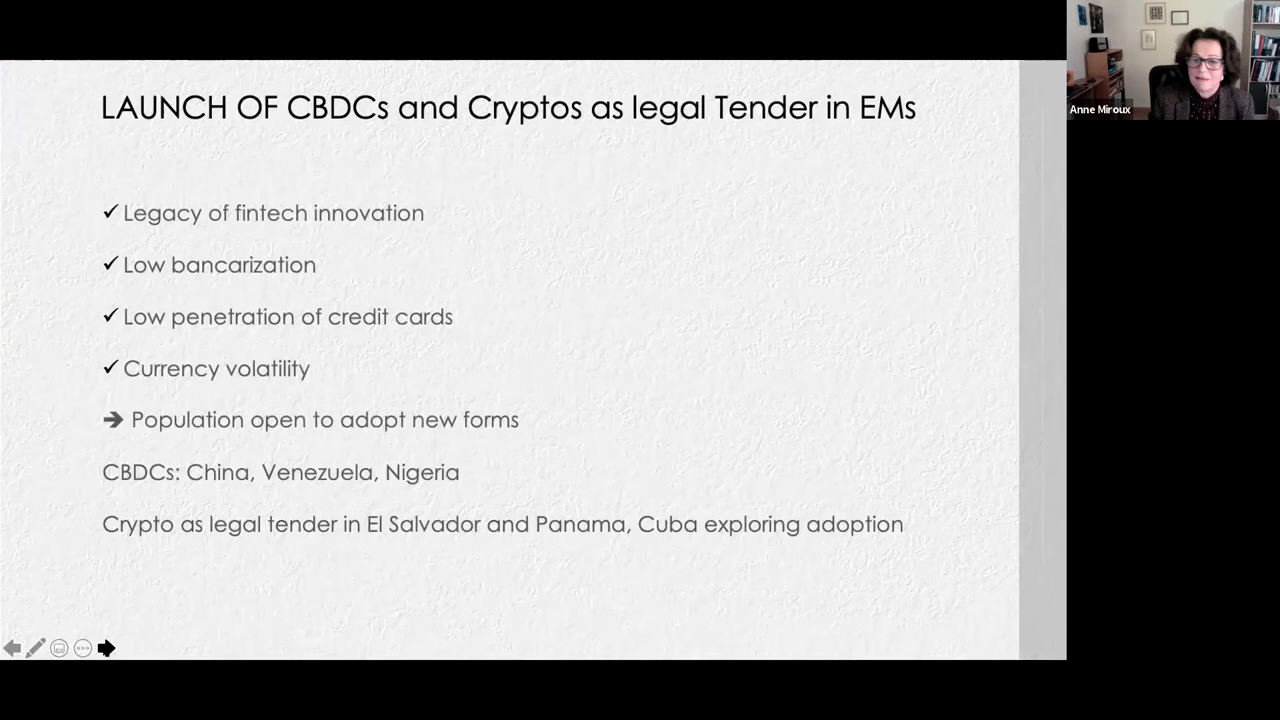 LAUNCH OF CBDCs and Cryptos as legal Tender in EMs
✓ Legacy of fintech innovation
✓ Low bancarization
✓ Low penetration of credit cards
✓ Currency volatility
➔ Population open to adopt new forms
CBDCs: China, Venezuela, Nigeria
Crypto as legal tender in El Salvador and Panama, Cuba exploring adoption
Anne Miroux